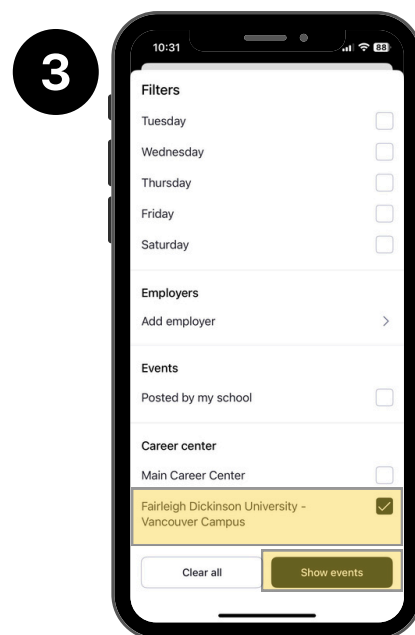 3
10:31
88
Filters
Tuesday
Wednesday
Thursday
Friday
Saturday
Employers
Add employer
Events
Posted by my school
Career center
Main Career Center
Fairleigh Dickinson University -
Vancouver Campus
Clear all
Show events